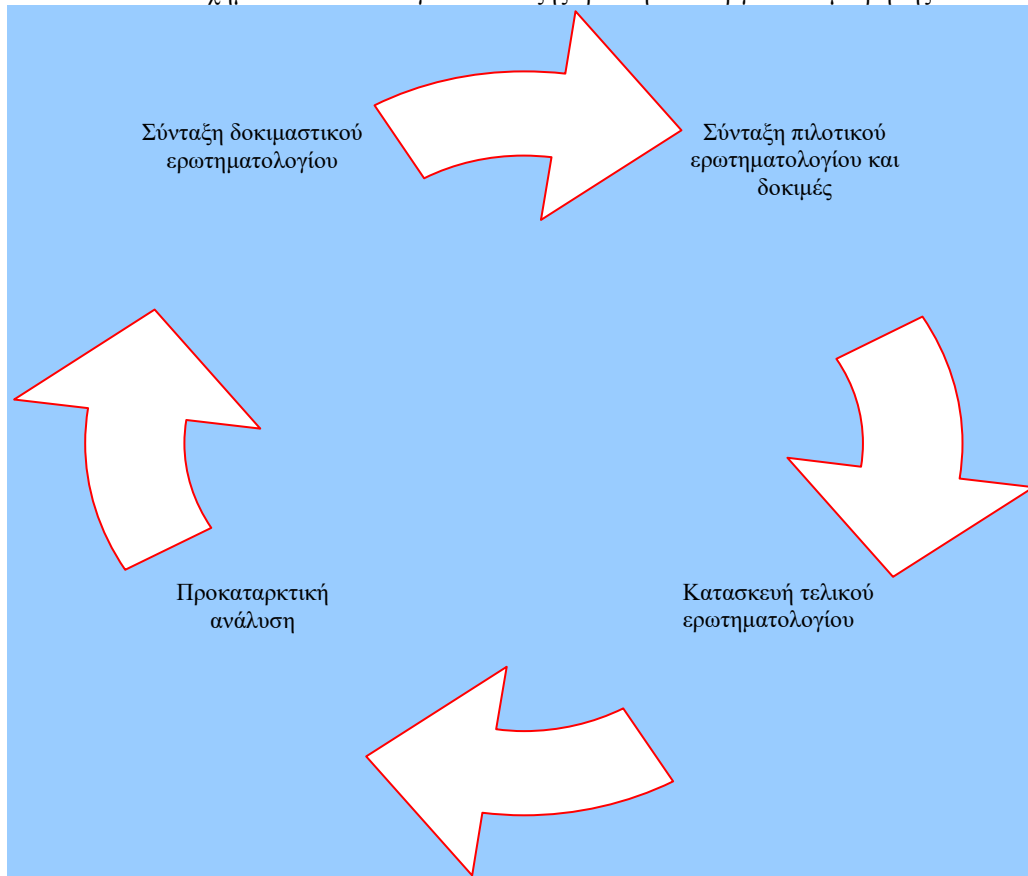 Σύνταξη δοκιμαστικού
ερωτηματολογίου
Σύνταξη πιλοτικού
ερωτηματολογίου και
δοκιμές
Προκαταρκτική
ανάλυση
Κατασκευή τελικού
ερωτηματολογίου